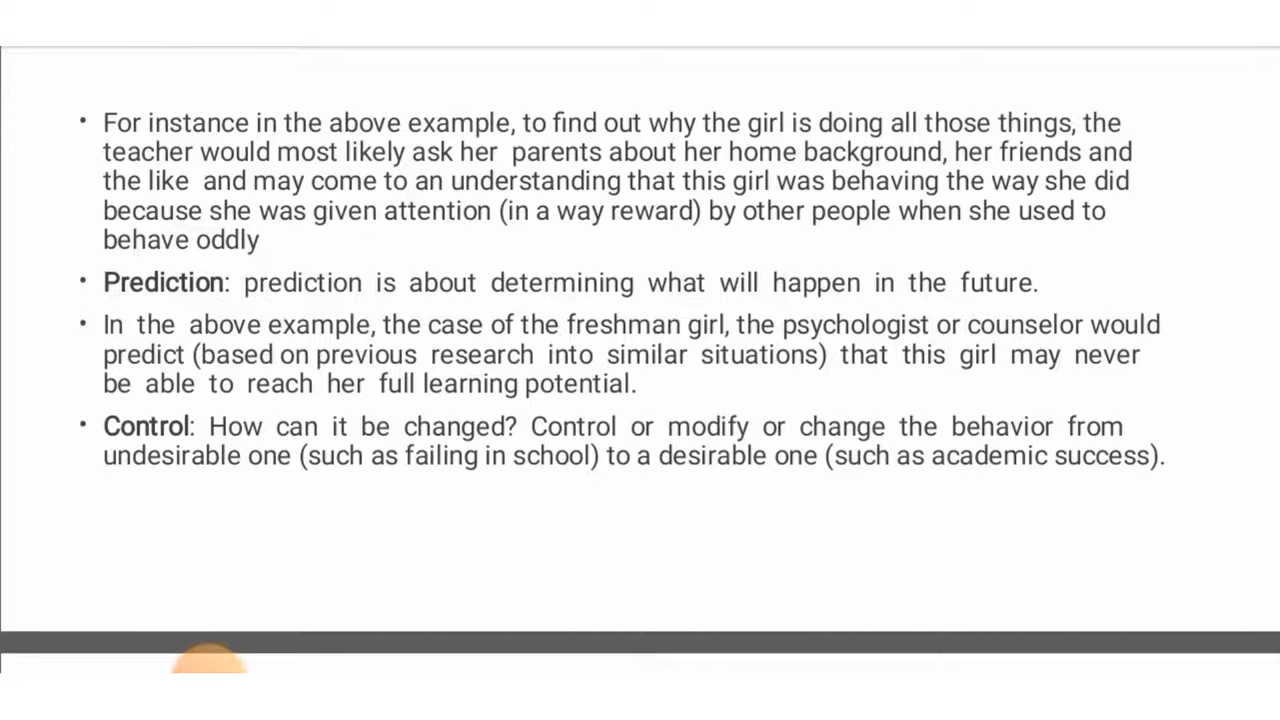 • For instance in the above example, to find out why the girl is doing all those things, the
teacher would most likely ask her parents about her home background, her friends and
the like and may come to an understanding that this girl was behaving the way she did
because she was given attention (in a way reward) by other people when she used to
behave oddly
• Prediction: prediction is about determining what will happen in the future.
• In the above example, the case of the freshman girl, the psychologist or counselor would
predict (based on previous research into similar situations) that this girl may never
be able to reach her full learning potential.
• Control: How can it be changed? Control or modify or change the behavior from
undesirable one (such as failing in school) to a desirable one (such as academic success).